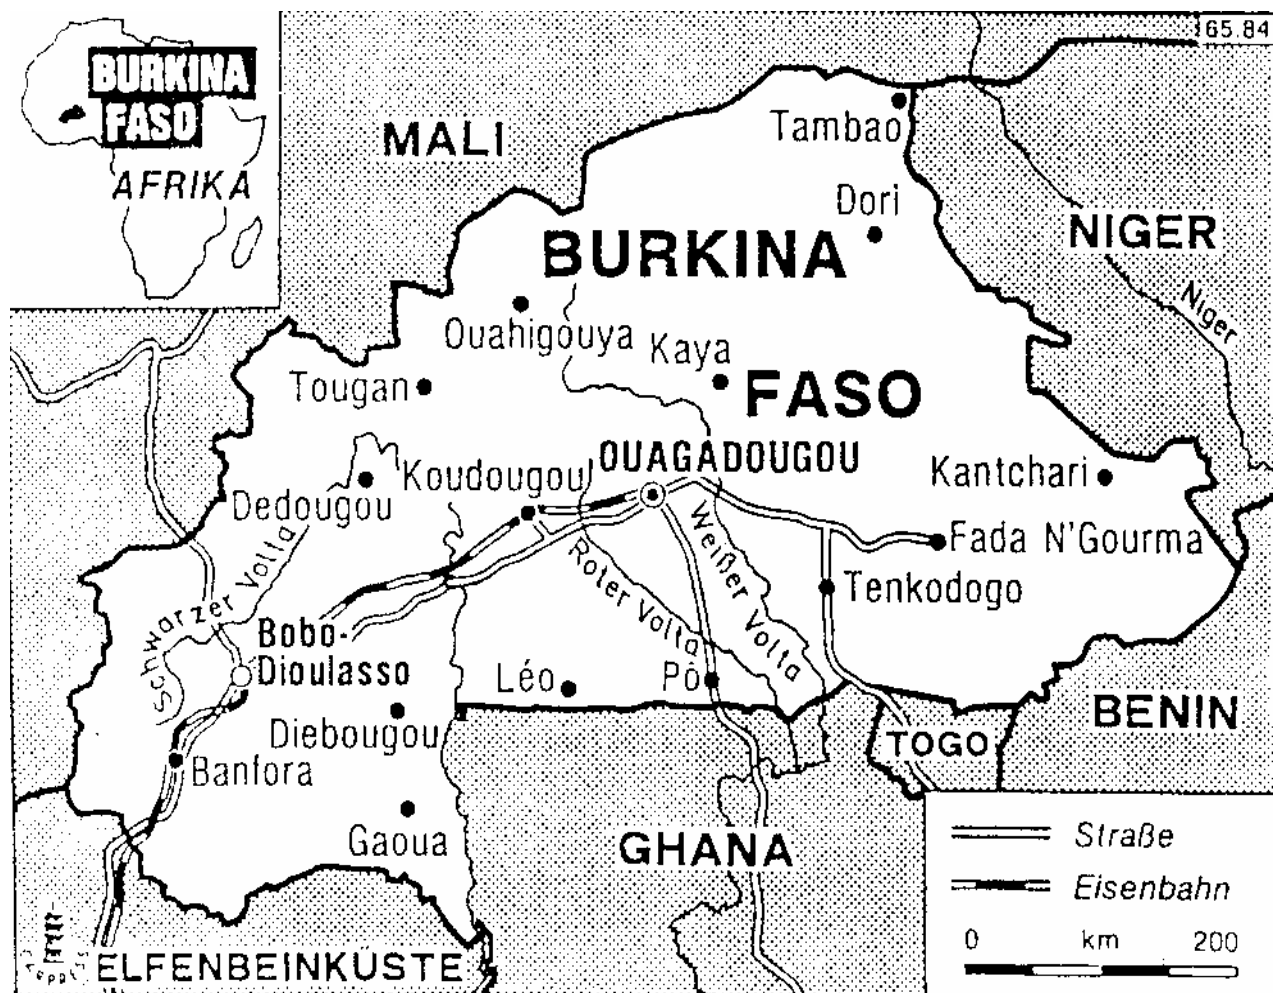 65.84
BURKINA
FASO
AFRIKA
MALI
Tambao
Dori
NIGER
BURKINA
Niger
Ouahigouya
Kaya
Tougan
FASO
OUAGADOUGOU
Koudougou
Kantchari
Dedougou
Weißer Volta
Fada N'Gourma
Roter Volta
Schwarzer Volta
Tenkodogo
Bobo-
Dioulasso
Léo
Pô
Diebougou
BENIN
TOGO
Banfora
Gaoua
GHANA
Straße
Eisenbahn
0 km 200
ELFENBEINKÜSTE